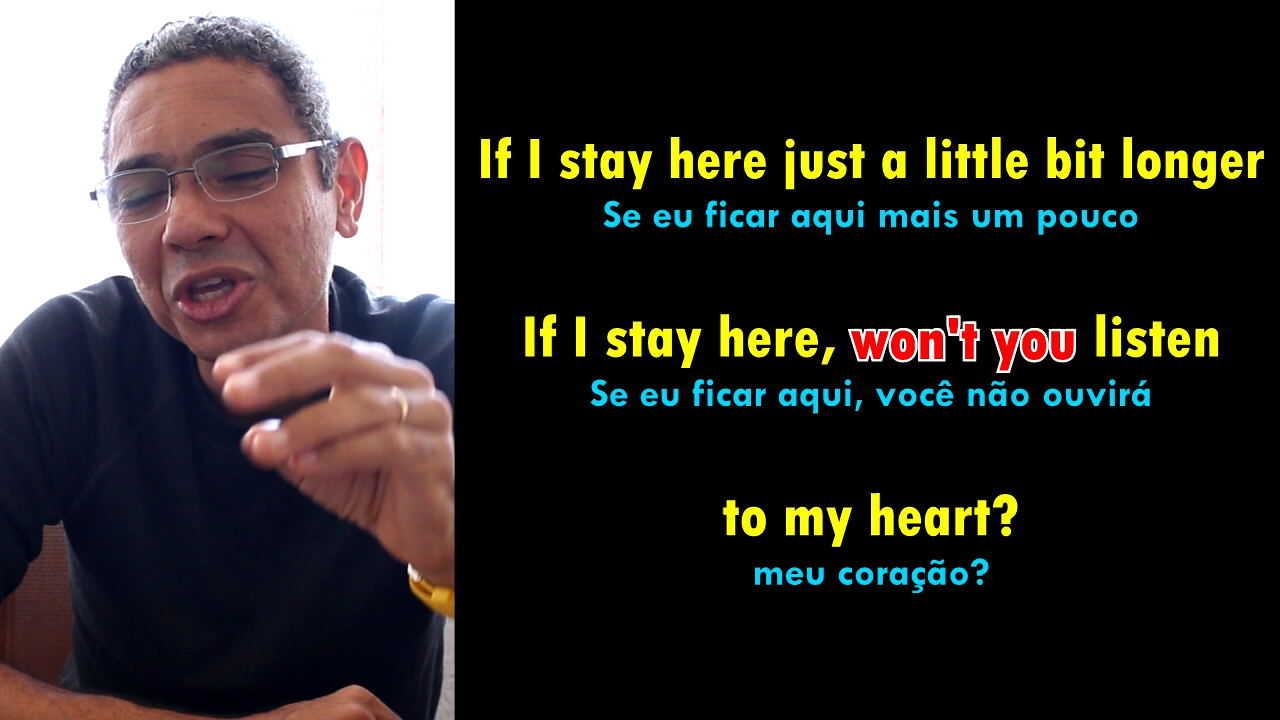 If I stay here just a little bit longer
Se eu ficar aqui mais um pouco
If I stay here, won't you listen
Se eu ficar aqui, você não ouvirá
to my heart?
meu coração?